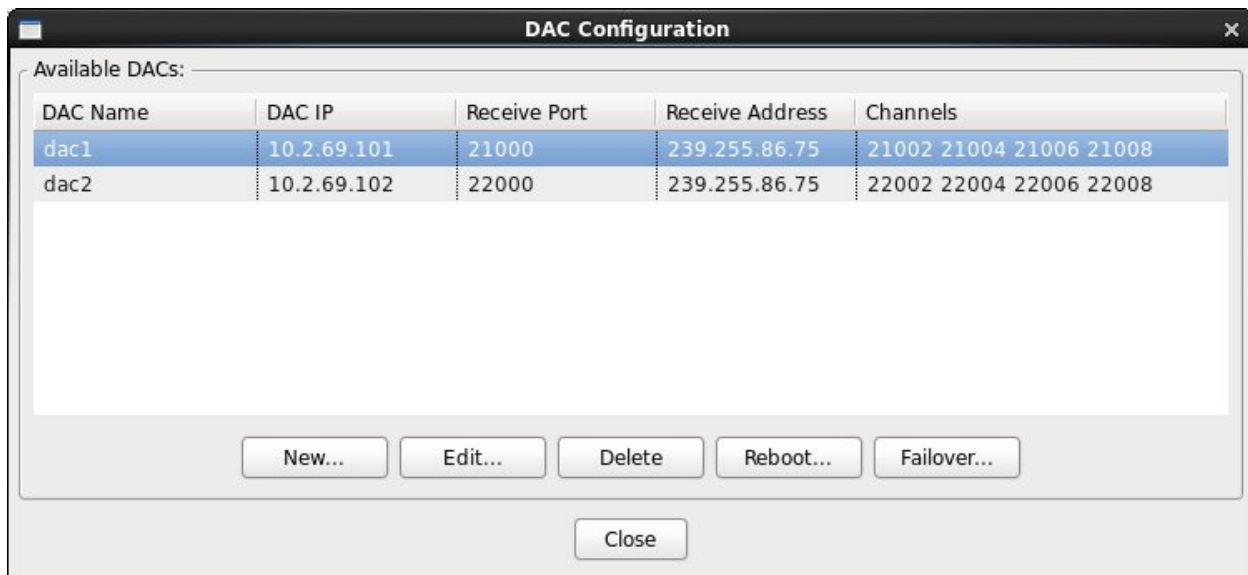 DAC Configuration
Available DACs:
DAC Name DAC IP Receive Port Receive Address Channels
dac1 10.2.69.101 21000 239.255.86.75 21002 21004 21006 21008
dac2 10.2.69.102 22000 239.255.86.75 22002 22004 22006 22008
New... Edit... Delete Reboot... Failover...
Close